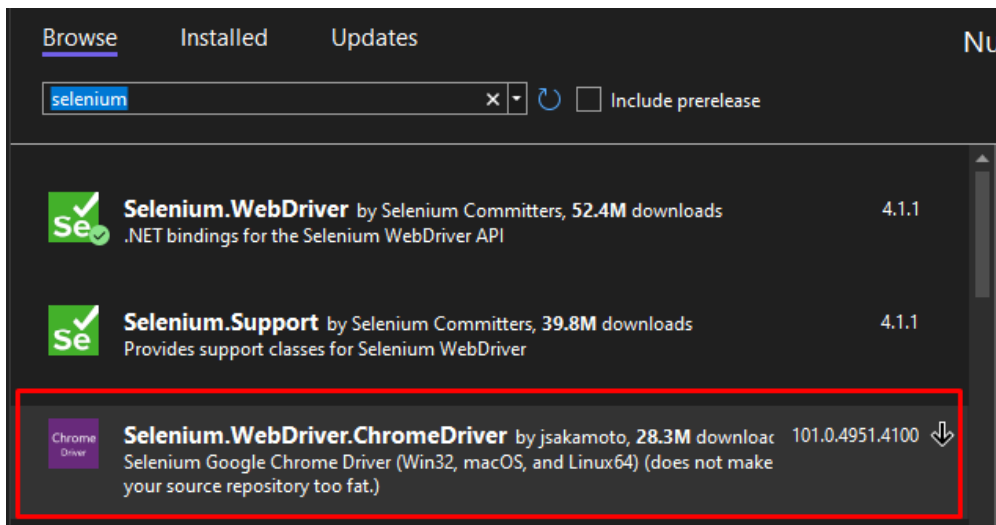 Browse Installed Updates Nu
selenium Include prerelease
Se Selenium.WebDriver by Selenium Committers, 52.4M downloads 4.1.1
.NET bindings for the Selenium WebDriver API
Se Selenium.Support by Selenium Committers, 39.8M downloads 4.1.1
Provides support classes for Selenium WebDriver
Chrome Driver Selenium.WebDriver.ChromeDriver by jsakamoto, 28.3M downloac 101.0.4951.4100
Selenium Google Chrome Driver (Win32, macOS, and Linux64) (does not make
your source repository too fat.)